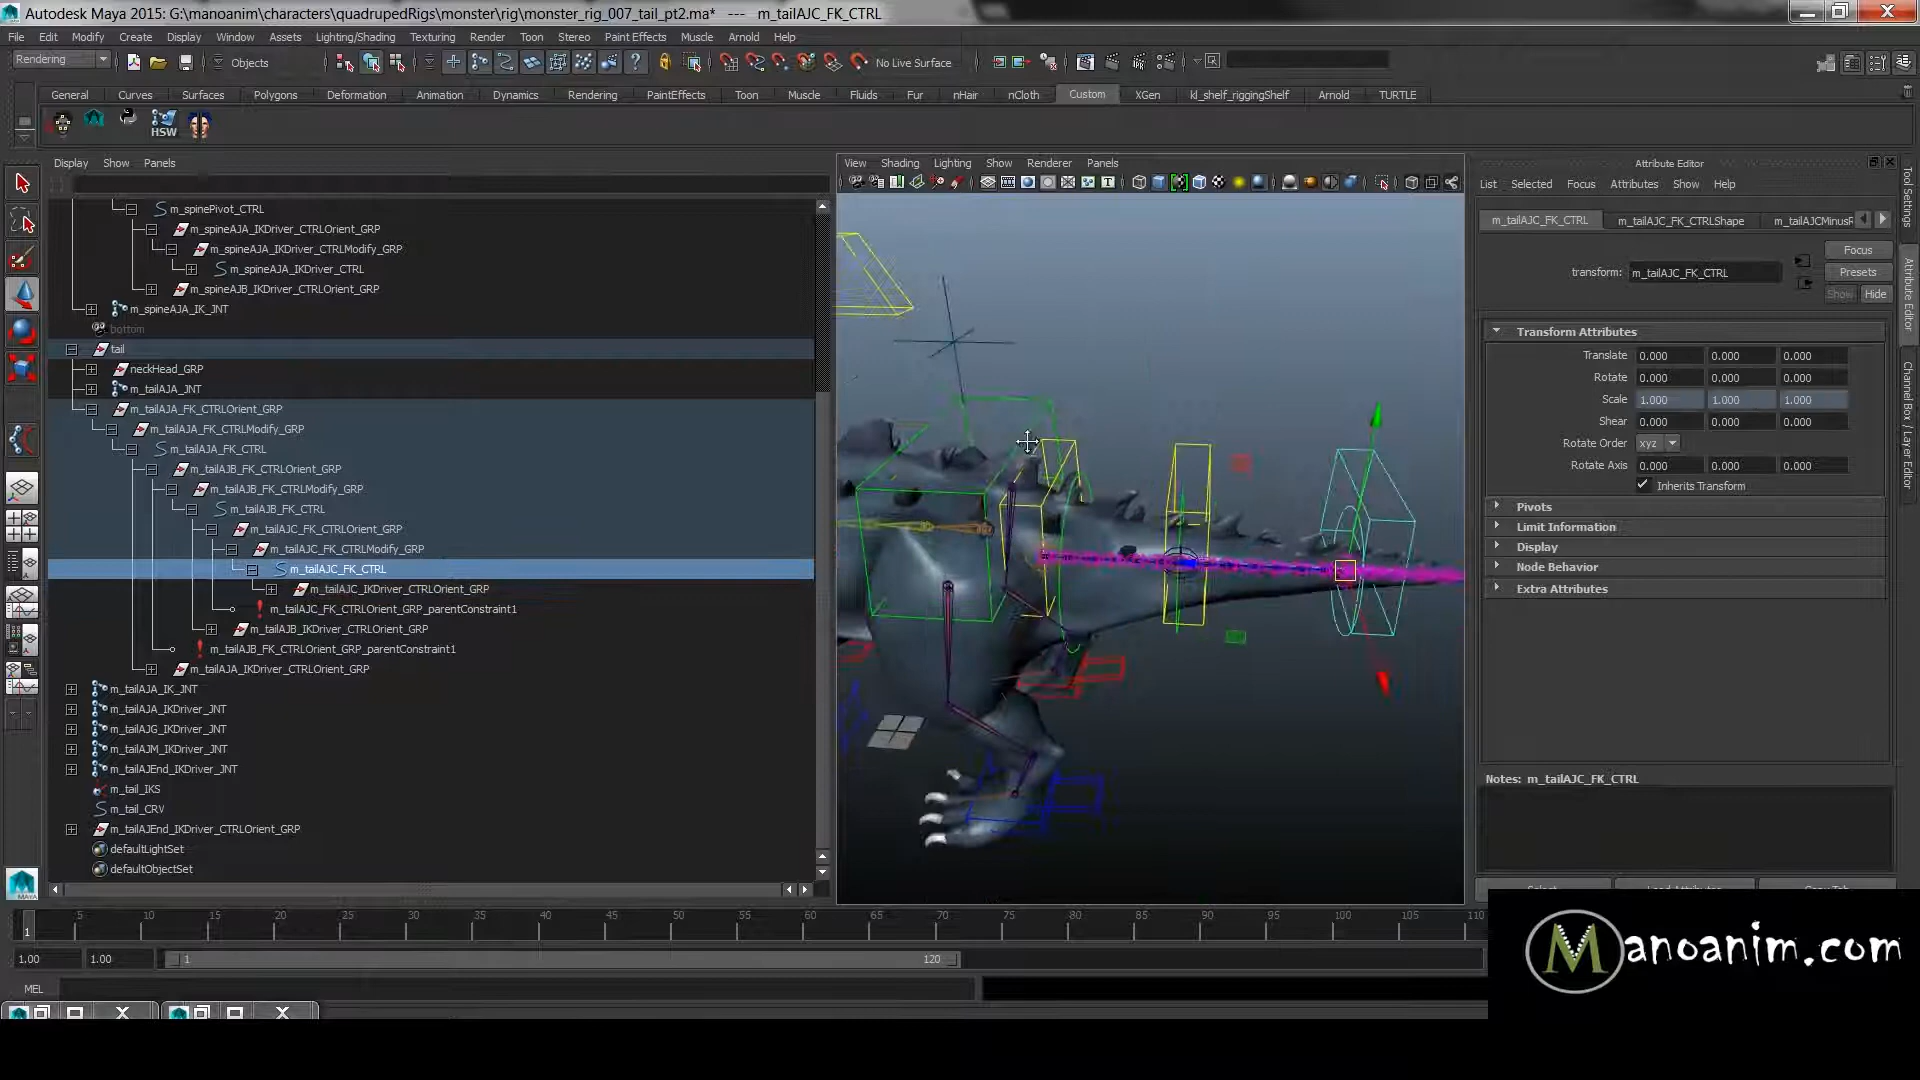 Autodesk Maya 2015: G:\manoanim\characters\quadrupedRigs\monster\rig\monster_rig_007_tail_pt2.ma* --- m_tailAJC_FK_CTRL
File Edit Modify Create Display Window Assets Lighting/Shading Texturing Render Toon Stereo Paint Effects Muscle Arnold Help
Rendering Objects No Live Surface
General Curves Surfaces Polygons Deformation Animation Dynamics Rendering PaintEffects Toon Muscle Fluids Fur nHair nCloth Custom XGen kl_shelf_riggingShelf Arnold TURTLE
HSW
Display Show Panels
m_spinePivot_CTRL
m_spineAJA_IKDriver_CTRLOrient_GRP
m_spineAJA_IKDriver_CTRLModify_GRP
m_spineAJA_IKDriver_CTRL
m_spineAJB_IKDriver_CTRLOrient_GRP
m_spineAJA_IK_JNT
bottom
tail
neckHead_GRP
m_tailAJA_JNT
m_tailAJA_FK_CTRLOrient_GRP
m_tailAJA_FK_CTRLModify_GRP
m_tailAJA_FK_CTRL
m_tailAJB_FK_CTRLOrient_GRP
m_tailAJB_FK_CTRLModify_GRP
m_tailAJB_FK_CTRL
m_tailAJC_FK_CTRLOrient_GRP
m_tailAJC_FK_CTRLModify_GRP
m_tailAJC_FK_CTRL
m_tailAJC_IKDriver_CTRLOrient_GRP
m_tailAJC_FK_CTRLOrient_GRP_parentConstraint1
m_tailAJB_IKDriver_CTRLOrient_GRP
m_tailAJB_FK_CTRLOrient_GRP_parentConstraint1
m_tailAJA_IKDriver_CTRLOrient_GRP
m_tailAJA_IK_JNT
m_tailAJA_IKDriver_JNT
m_tailAJG_IKDriver_JNT
m_tailAJM_IKDriver_JNT
m_tailAJEnd_IKDriver_JNT
m_tail_IKS
m_tail_CRV
m_tailAJEnd_IKDriver_CTRLOrient_GRP
defaultLightSet
defaultObjectSet
View Shading Lighting Show Renderer Panels
Attribute Editor
List Selected Focus Attributes Show Help
m_tailAJC_FK_CTRL m_tailAJC_FK_CTRLShape m_tailAJCMinusR
Focus
transform: m_tailAJC_FK_CTRL Presets
Show Hide
Transform Attributes
Translate 0.000 0.000 0.000
Rotate 0.000 0.000 0.000
Scale 1.000 1.000 1.000
Shear 0.000 0.000 0.000
Rotate Order xyz
Rotate Axis 0.000 0.000 0.000
Inherits Transform
Pivots
Limit Information
Display
Node Behavior
Extra Attributes
Notes: m_tailAJC_FK_CTRL
Tool Settings
Attribute Editor
Channel Box / Layer Editor
MAYA
5 10 15 20 25 30 35 40 45 50 55 60 65 70 75 80 85 90 95 100 105 110
1
1.00 1.00 1 120
MEL
Manoanim.com